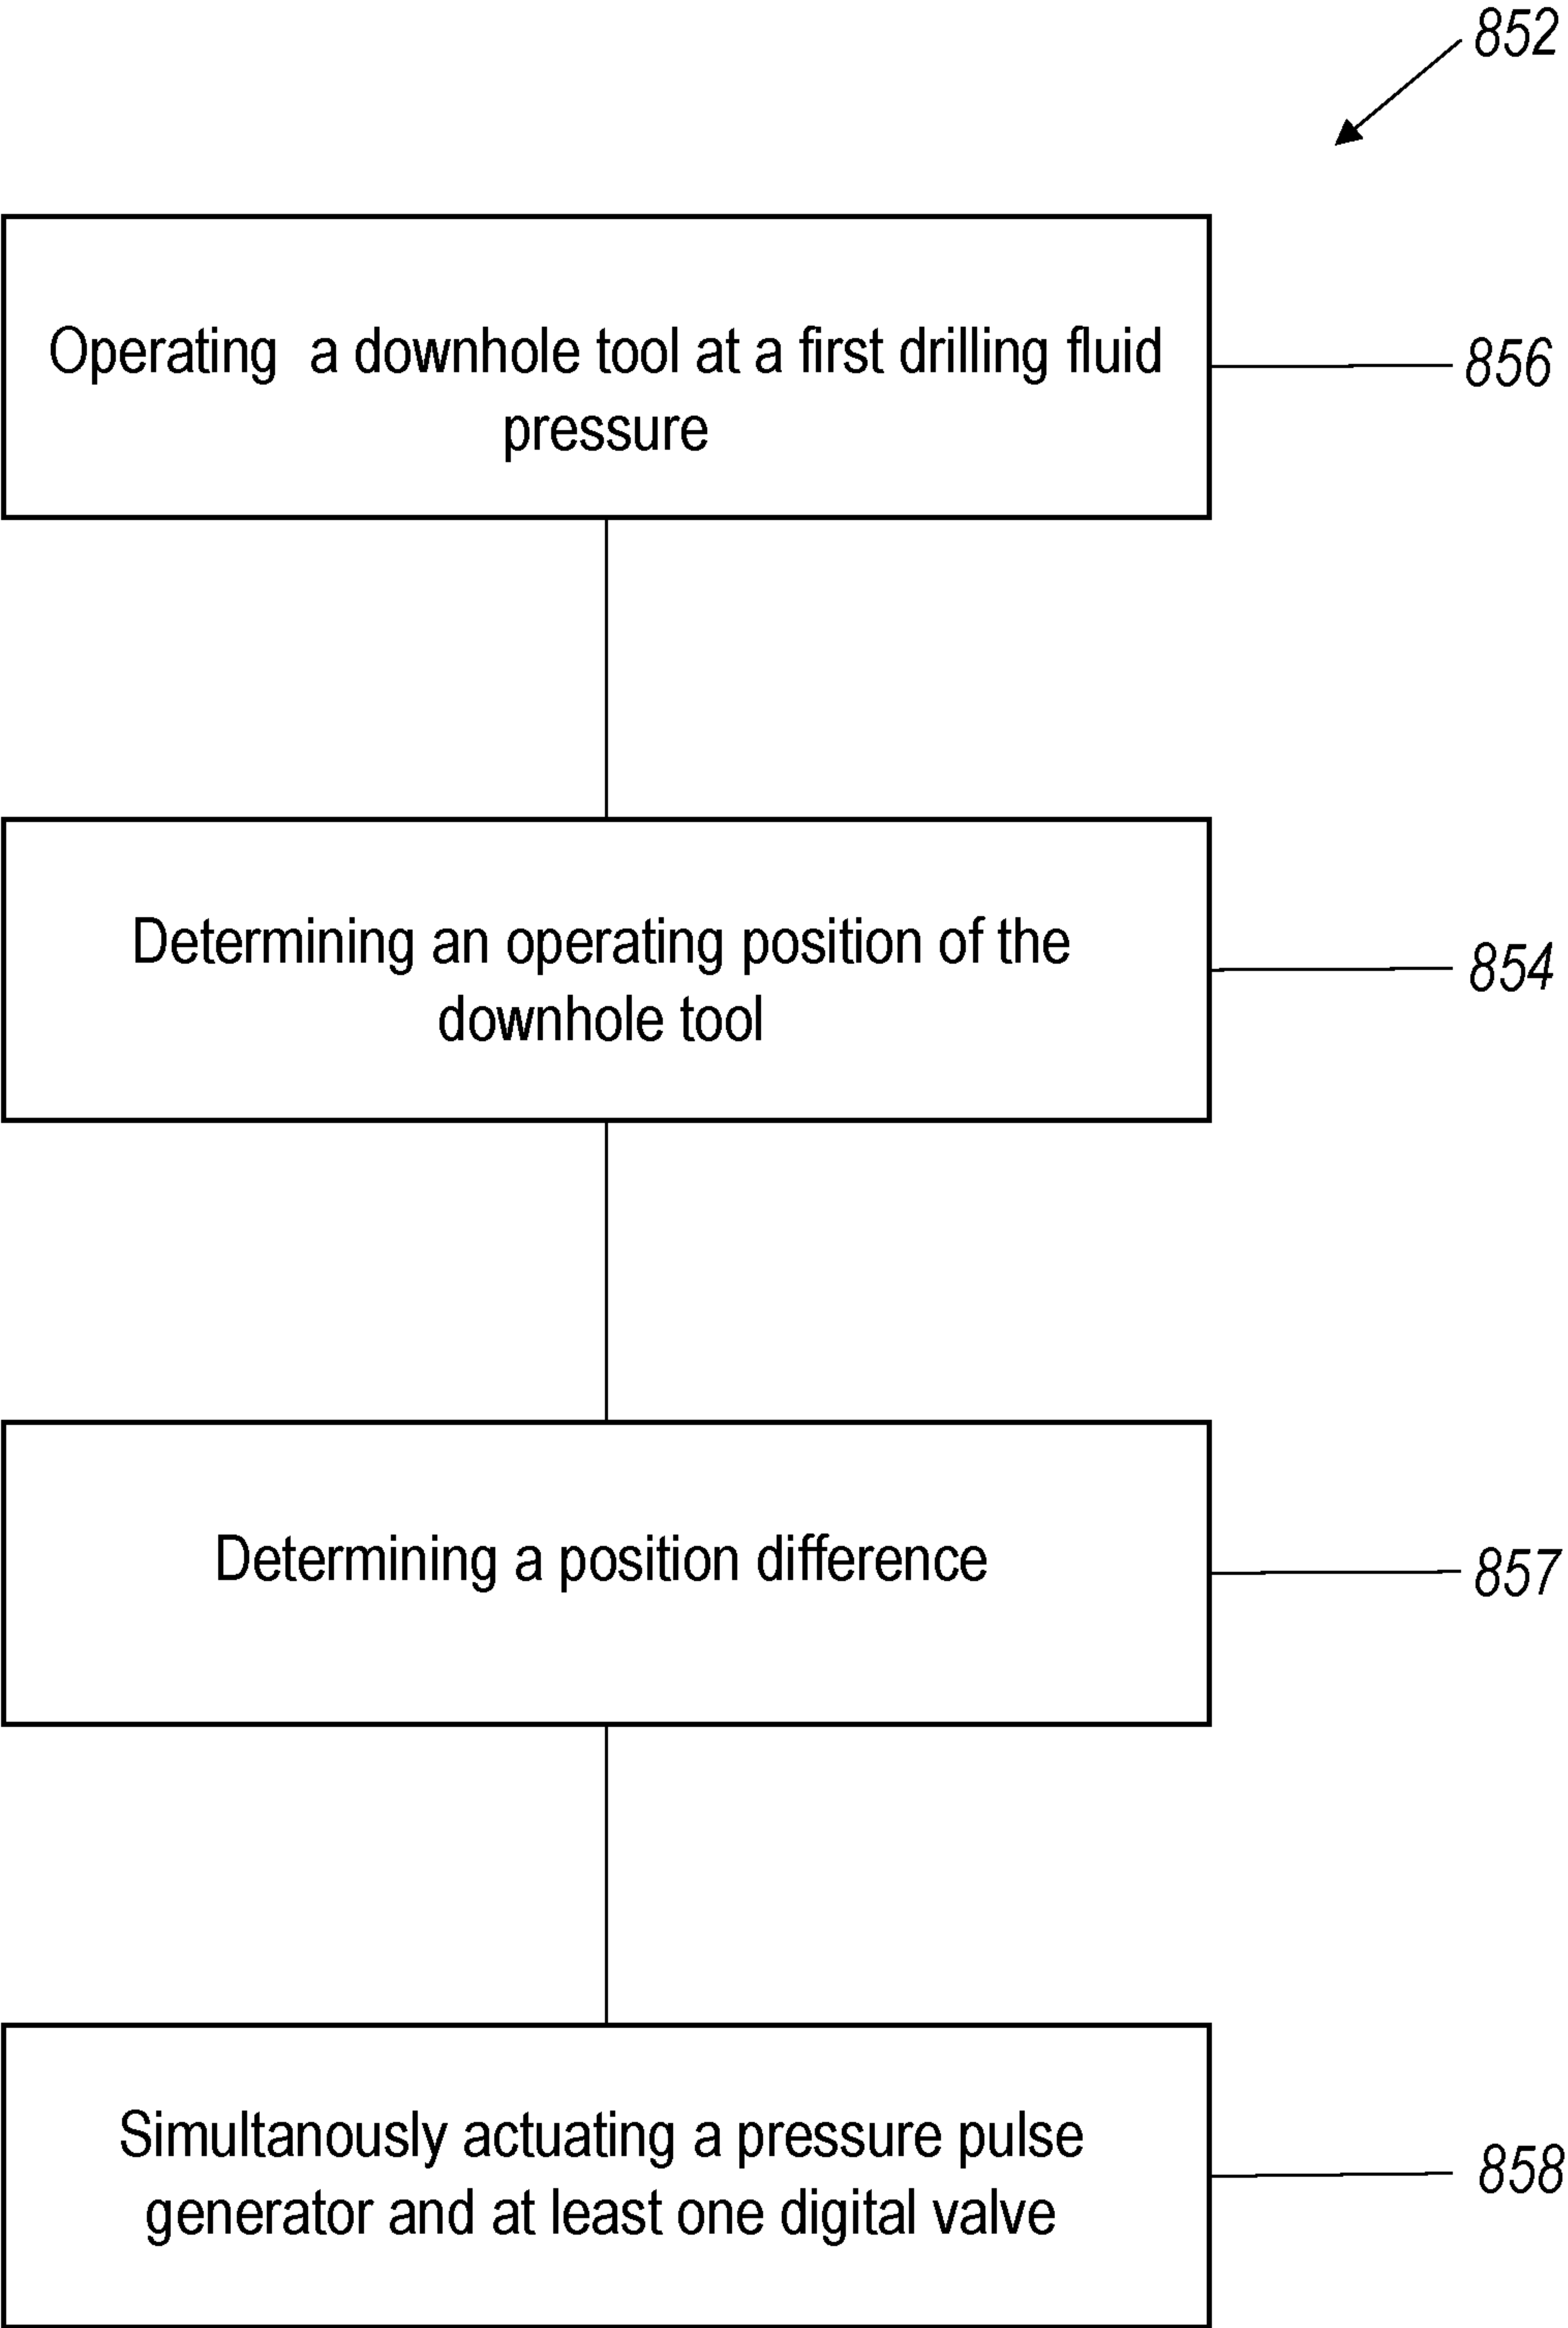 852
Operating a downhole tool at a first drilling fluid
pressure
856
Determining an operating position of the
downhole tool
854
Determining a position difference
857
Simultanously actuating a pressure pulse
generator and at least one digital valve
858